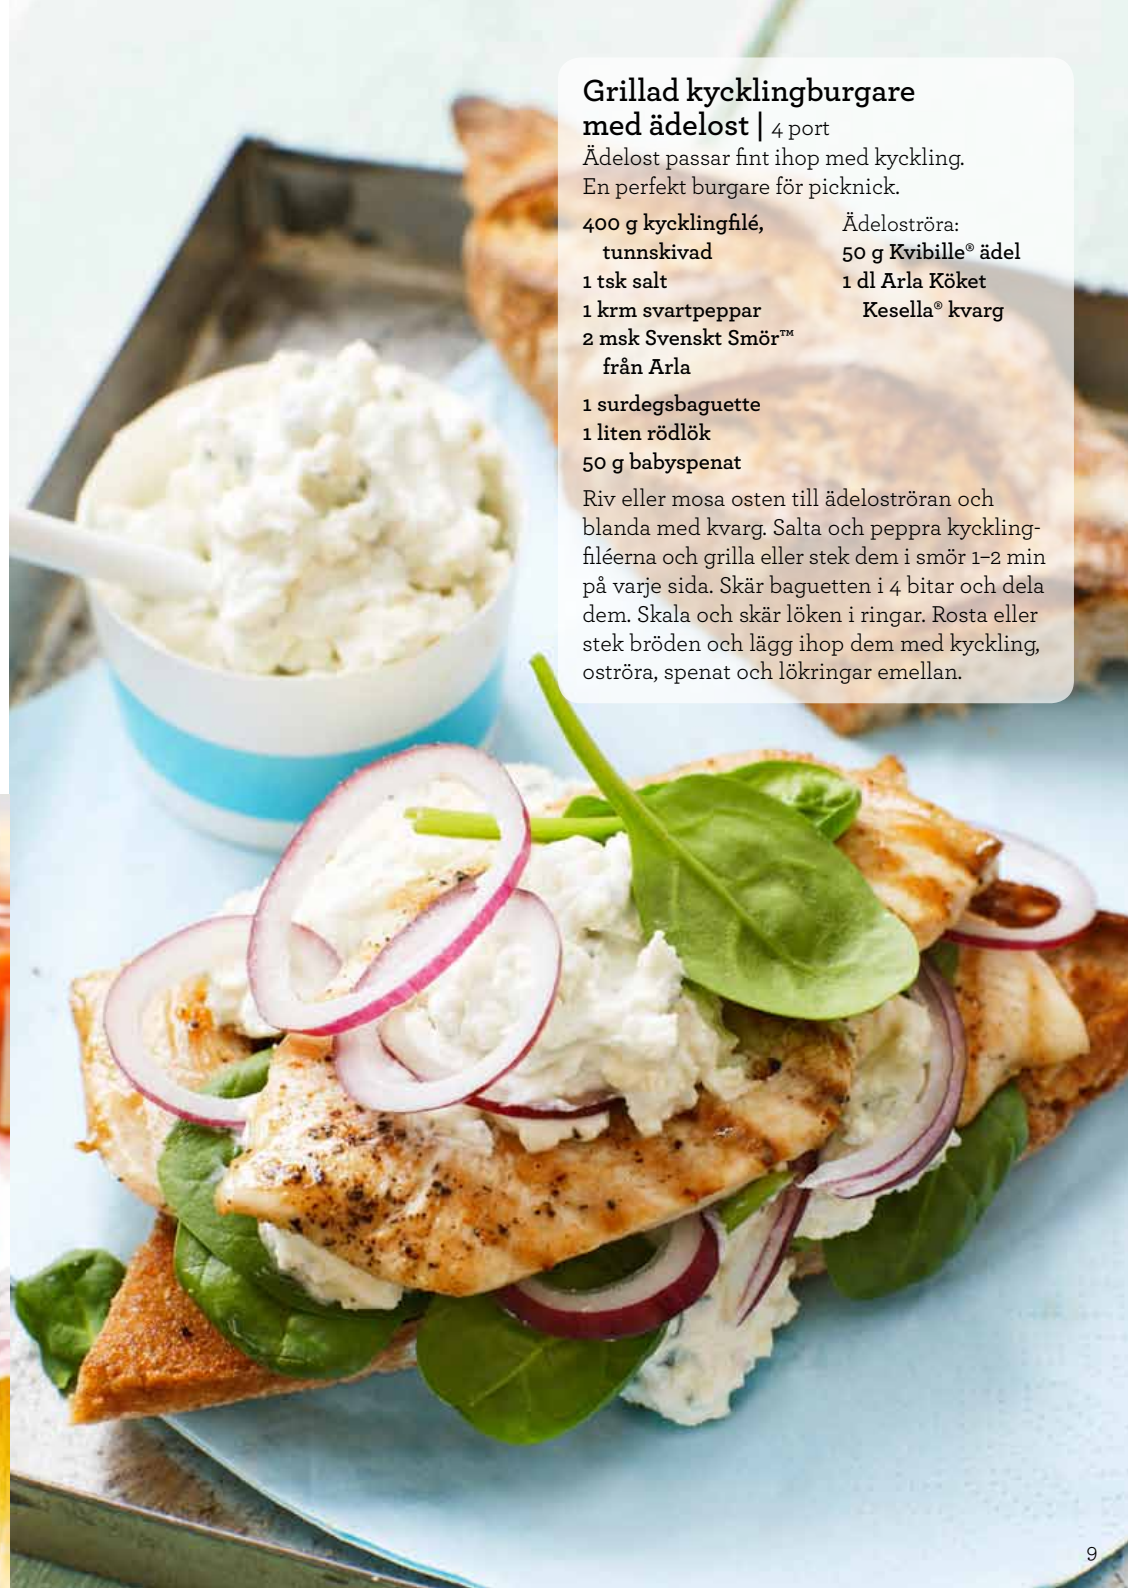 Grillad kycklingburgare
med ädelost | 4 port
Ädelost passar fint ihop med kyckling.
En perfekt burgare för picknick.
400 g kycklingfilé,
tunnskivad
1 tsk salt
1 krm svartpeppar
2 msk Svenskt Smör™
från Arla
1 surdegsbaguette
1 liten rödlök
50 g babyspenat
Ädeloströra:
50 g Kvibille® ädel
1 dl Arla Köket
Kesella® kvarg
Riv eller mosa osten till ädeloströran och
blanda med kvarg. Salta och peppra kyckling-
filéerna och grilla eller stek dem i smör 1–2 min
på varje sida. Skär baguetten i 4 bitar och dela
dem. Skala och skär löken i ringar. Rosta eller
stek bröden och lägg ihop dem med kyckling,
oströra, spenat och lökringar emellan.
9